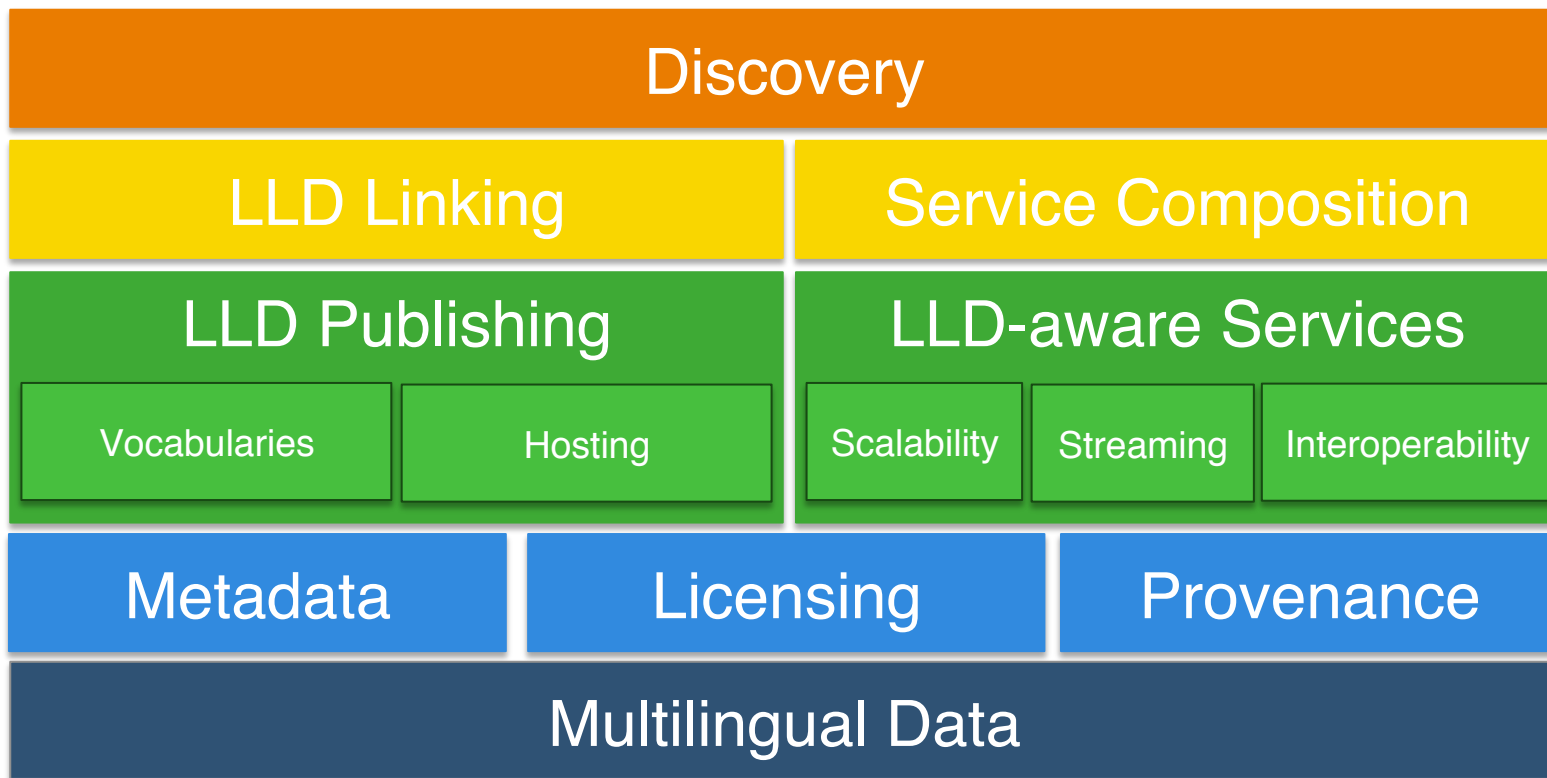 Discovery
LLD Linking
Service Composition
LLD Publishing
LLD-aware Services
Vocabularies
Hosting
Scalability
Streaming
Interoperability
Metadata
Licensing
Provenance
Multilingual Data